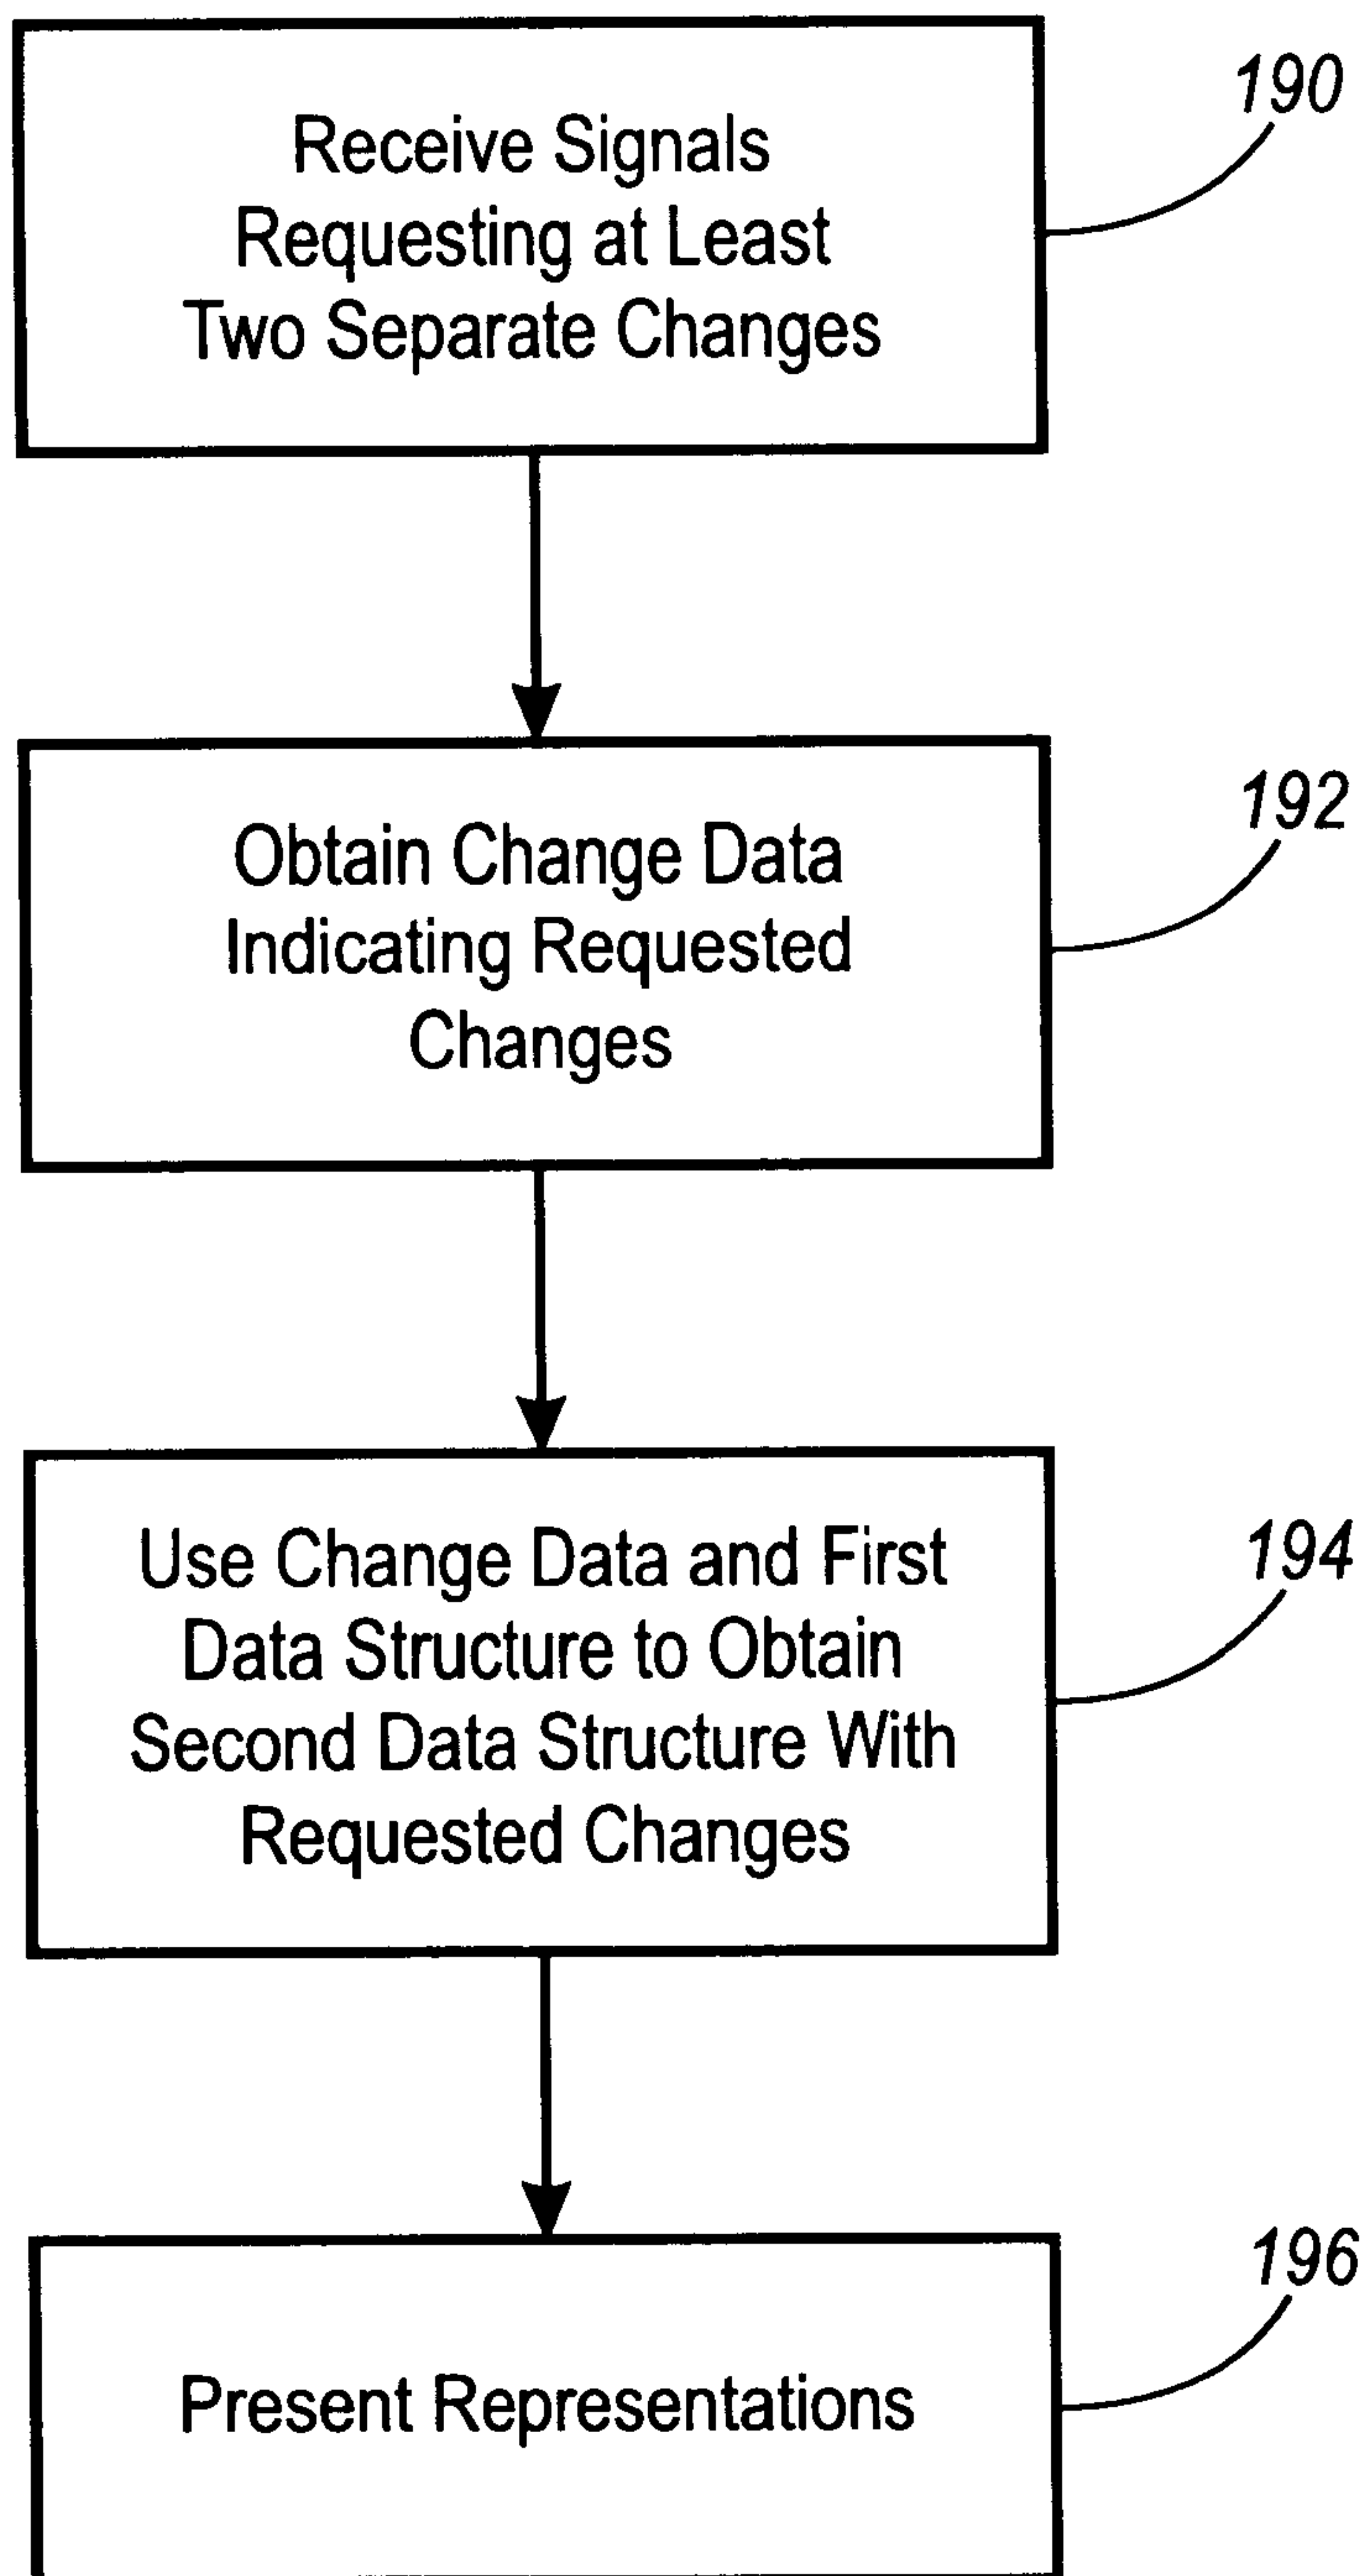 190
Receive Signals
Requesting at Least
Two Separate Changes
192
Obtain Change Data
Indicating Requested
Changes
194
Use Change Data and First
Data Structure to Obtain
Second Data Structure With
Requested Changes
196
Present Representations